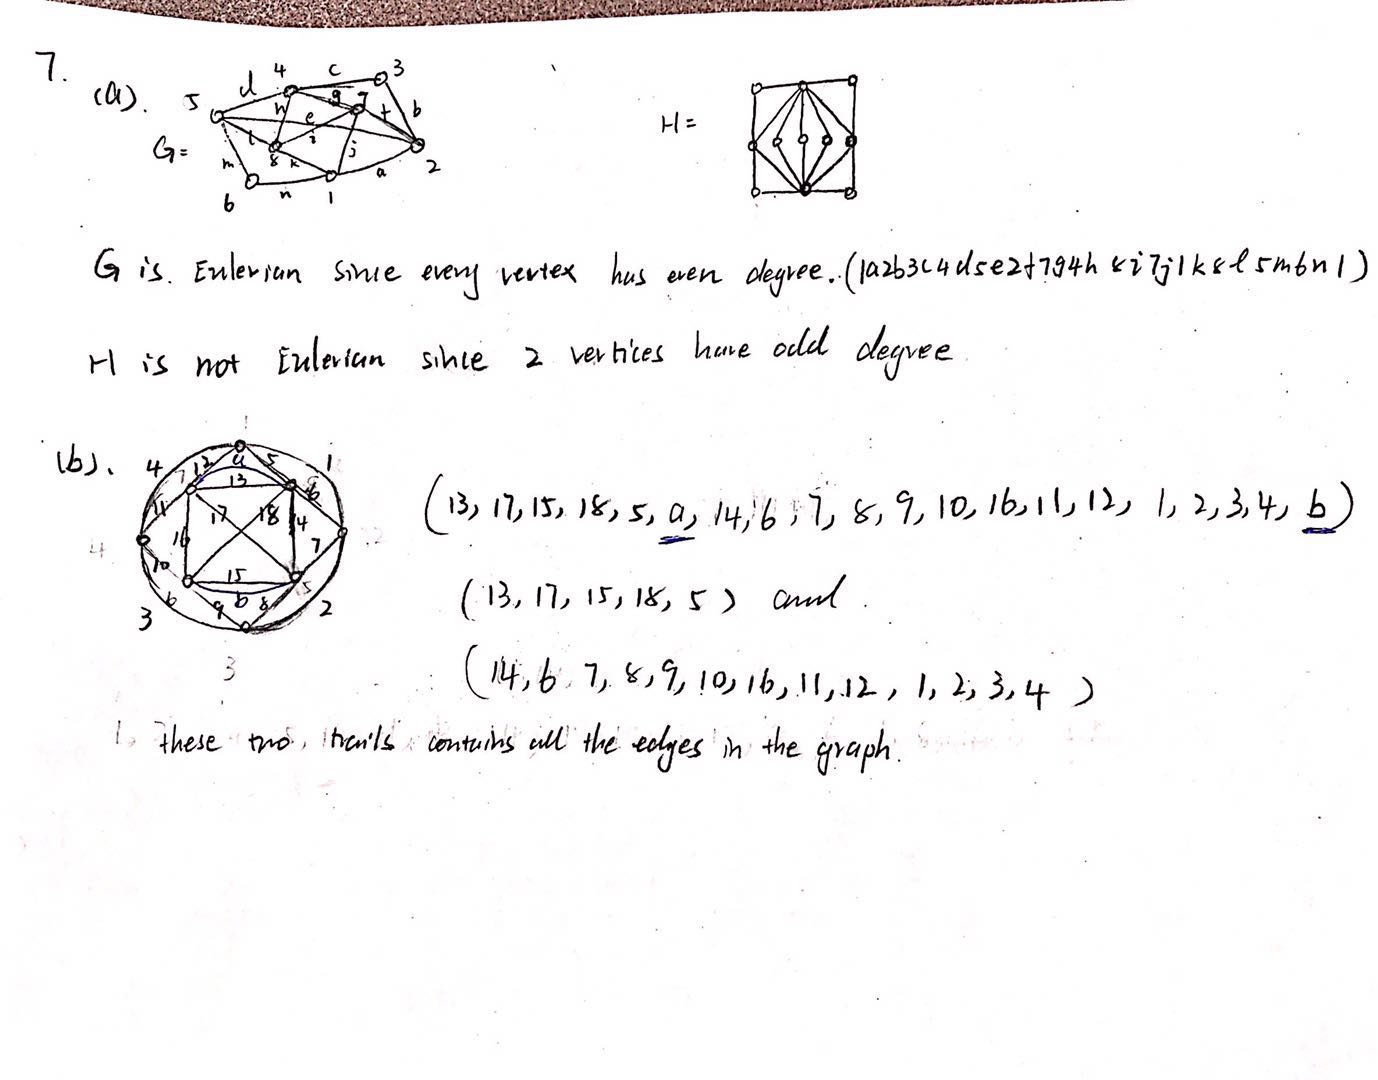 7.
(a). G=
5 d 4 c 3 h g 7 f b e i l 8 k j m a 2 b n 1
H=
G is. Eulerian since every vertex has even degree. (1a2b3c4d5e2f7g4h8i7j1k8l5m6n1)
H is not Eulerian since 2 vertices have odd degree
(b). 4 12 a 5 1
11 13 6
16 17 18 14 7
10 15
3 b 9 b 8 2
4 2
3
(13, 17, 15, 18, 5, a, 14, 6, 7, 8, 9, 10, 16, 11, 12, 1, 2, 3, 4, b)
(13, 17, 15, 18, 5) and.
(14, 6, 7, 8, 9, 10, 16, 11, 12, 1, 2, 3, 4)
These two trails contains all the edges in the graph.